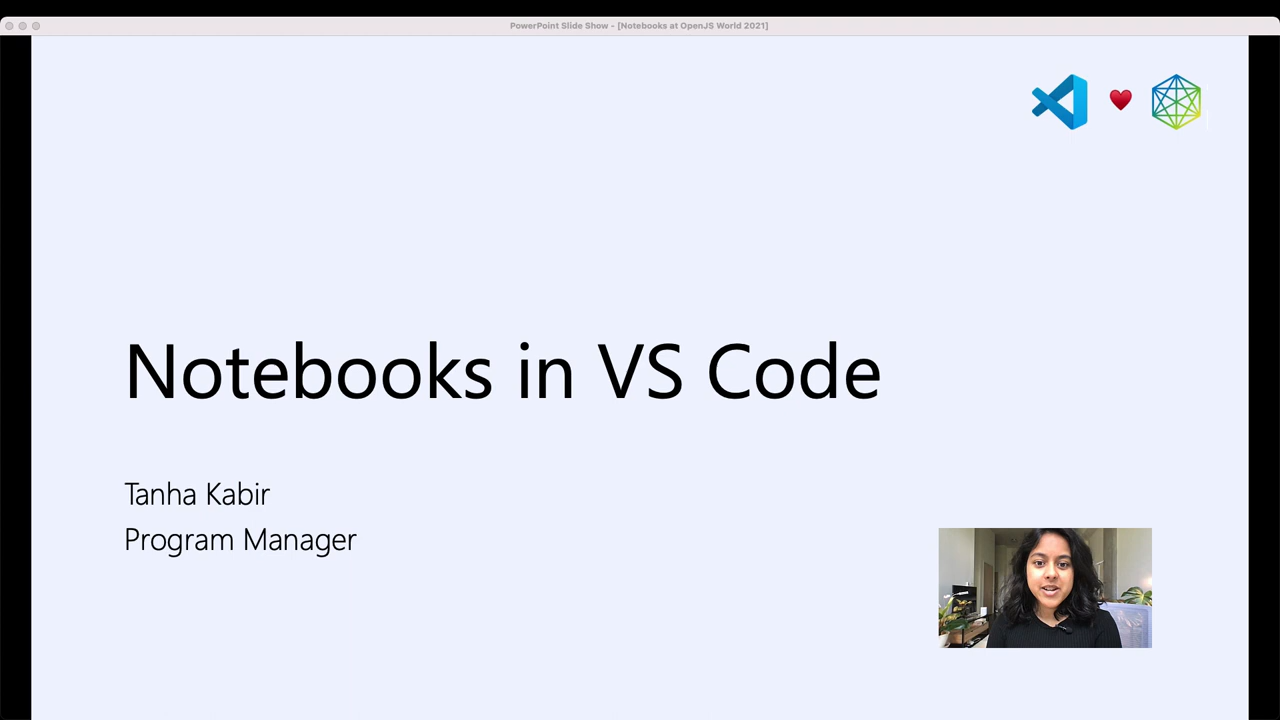 PowerPoint Slide Show - [Notebooks at OpenJS World 2021]
Notebooks in VS Code
Tanha Kabir
Program Manager